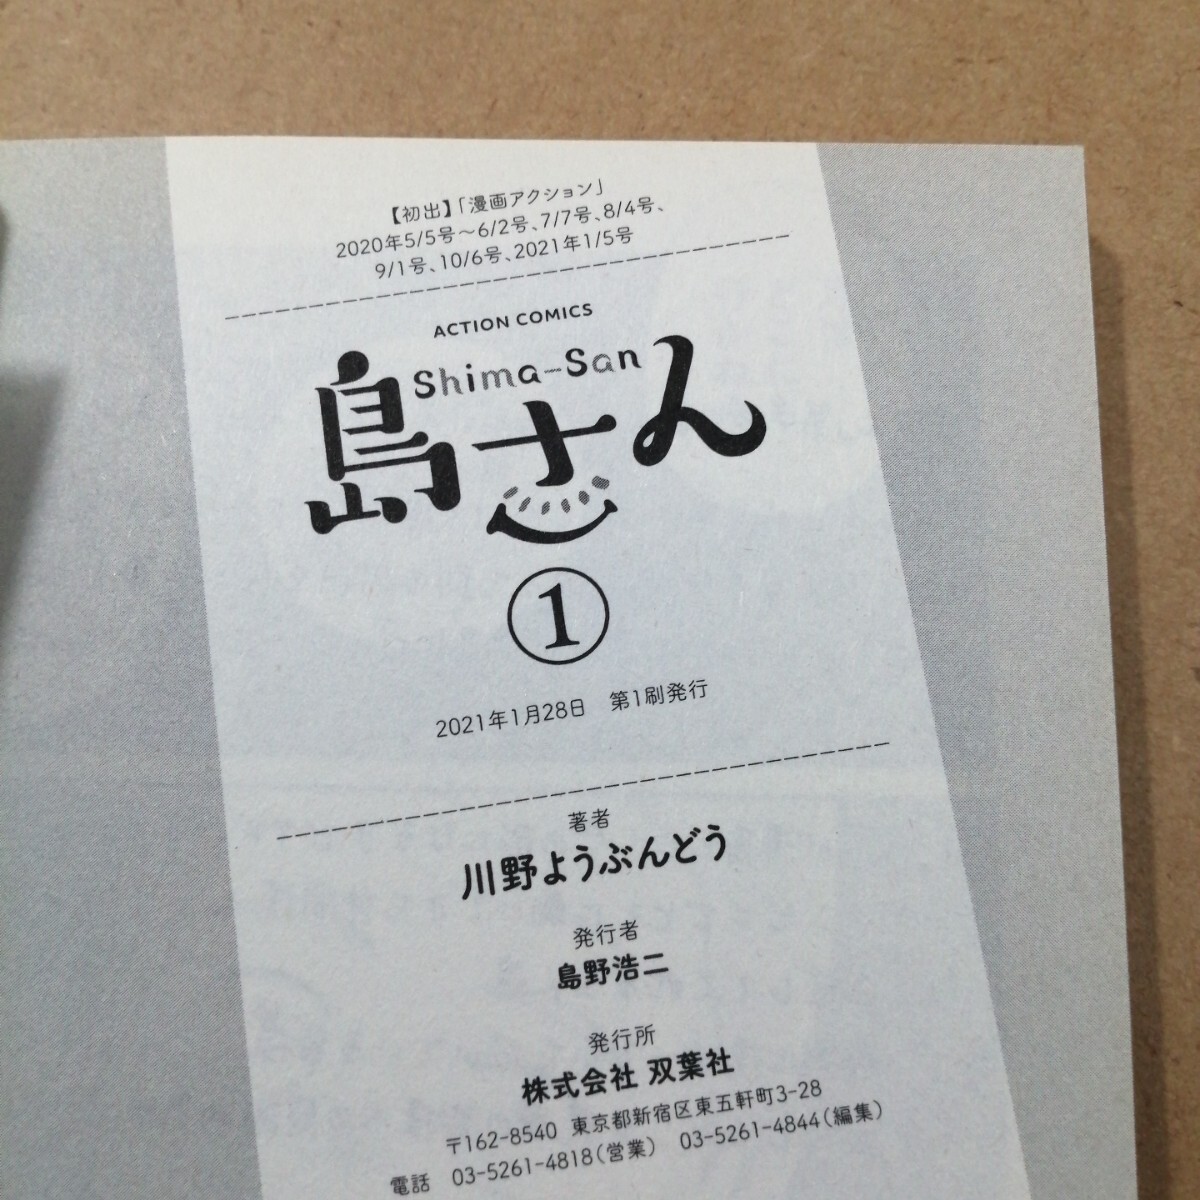 【初出】「漫画アクション」
2020年5/5号〜6/2号、7/7号、8/4号、
9/1号、10/6号、2021年1/5号
ACTION COMICS
Shima-San
島さん
1
2021年1月28日 第1刷発行
著者
川野ようぶんどう
発行者
島野浩二
発行所
株式会社 双葉社
〒162-8540 東京都新宿区東五軒町3-28
電話 03-5261-4818(営業) 03-5261-4844(編集)